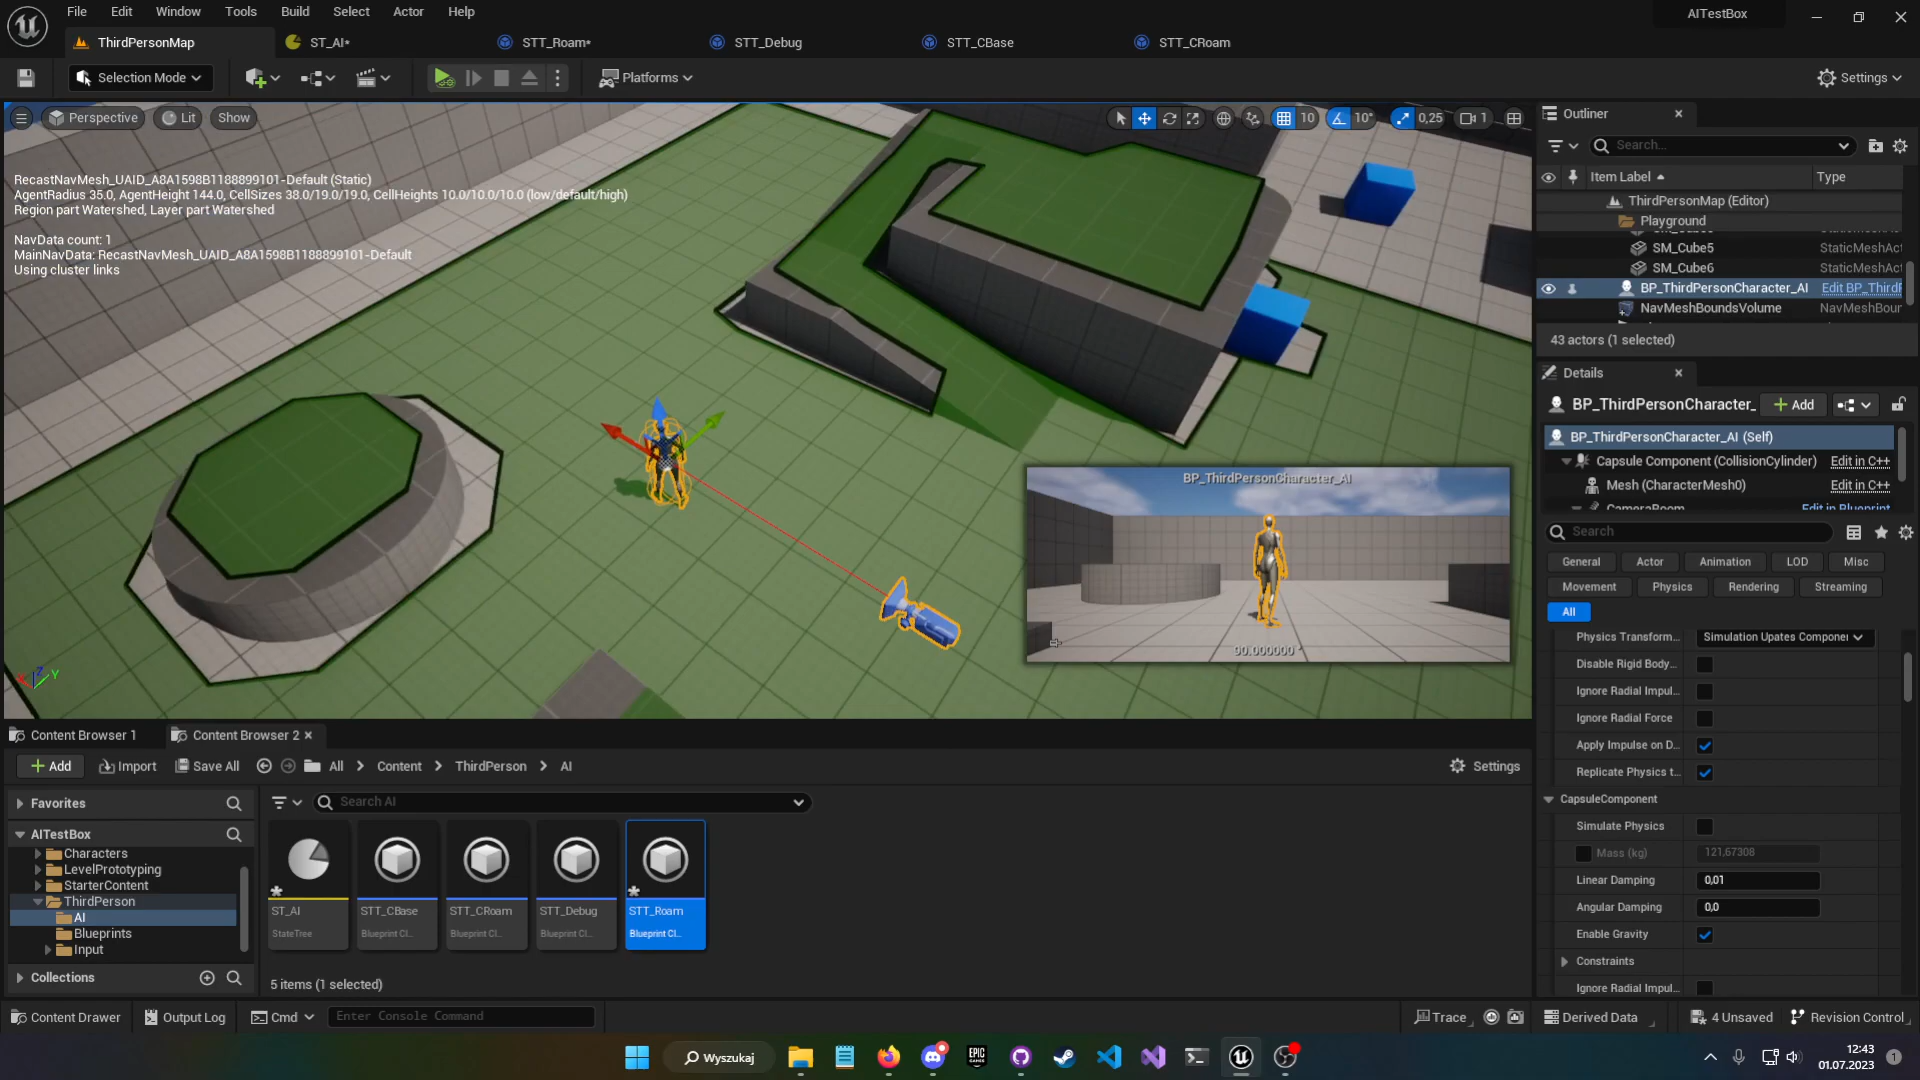 File Edit Window Tools Build Select Actor Help
AITestBox
ThirdPersonMap ST_AI* STT_Roam* STT_Debug STT_CBase STT_CRoam
Selection Mode Platforms Settings
Perspective Lit Show
10 10° 0,25 1
RecastNavMesh_UAID_A8A1598B1188899101-Default (Static)
AgentRadius 35.0, AgentHeight 144.0, CellSizes 38.0/19.0/19.0, CellHeights 10.0/10.0/10.0 (low/default/high)
Region part Watershed, Layer part Watershed
NavData count: 1
MainNavData: RecastNavMesh_UAID_A8A1598B1188899101-Default
Using cluster links
BP_ThirdPersonCharacter_AI
90.000000 °
X Z Y
Outliner
Search...
Item Label Type
ThirdPersonMap (Editor)
Playground
SM_Cube5 StaticMeshAct
SM_Cube6 StaticMeshAct
BP_ThirdPersonCharacter_AI Edit BP_ThirdP
NavMeshBoundsVolume NavMeshBoun
43 actors (1 selected)
Details
BP_ThirdPersonCharacter_ Add
BP_ThirdPersonCharacter_AI (Self)
Capsule Component (CollisionCylinder) Edit in C++
Mesh (CharacterMesh0) Edit in C++
CameraBoom Edit in Blueprint
Search
General Actor Animation LOD Misc
Movement Physics Rendering Streaming
All
Physics Transform... Simulation Upates Componer
Disable Rigid Body...
Ignore Radial Impul...
Ignore Radial Force
Apply Impulse on D...
Replicate Physics t...
CapsuleComponent
Simulate Physics
Mass (kg) 121,67308
Linear Damping 0,01
Angular Damping 0,0
Enable Gravity
Constraints
Ignore Radial Impul...
Content Browser 1 Content Browser 2
Add Import Save All All Content ThirdPerson AI Settings
Favorites
Search AI
AITestBox
Characters
LevelPrototyping
StarterContent
ThirdPerson
AI
Blueprints
Input
Collections
ST_AI STT_CBase STT_CRoam STT_Debug STT_Roam
StateTree Blueprint Cl... Blueprint Cl... Blueprint Cl... Blueprint Cl...
5 items (1 selected)
Content Drawer Output Log Cmd Enter Console Command Trace Derived Data 4 Unsaved Revision Control
Wyszukaj
EPIC GAMES
12:43
01.07.2023
1